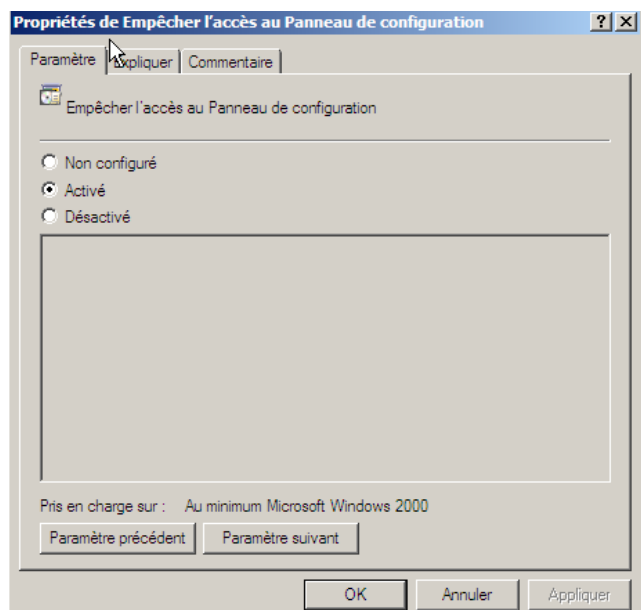 Propriétés de Empêcher l'accès au Panneau de configuration
Paramètre Expliquer Commentaire
Empêcher l'accès au Panneau de configuration
Non configuré
Activé
Désactivé
Pris en charge sur : Au minimum Microsoft Windows 2000
Paramètre précédent Paramètre suivant
OK Annuler Appliquer